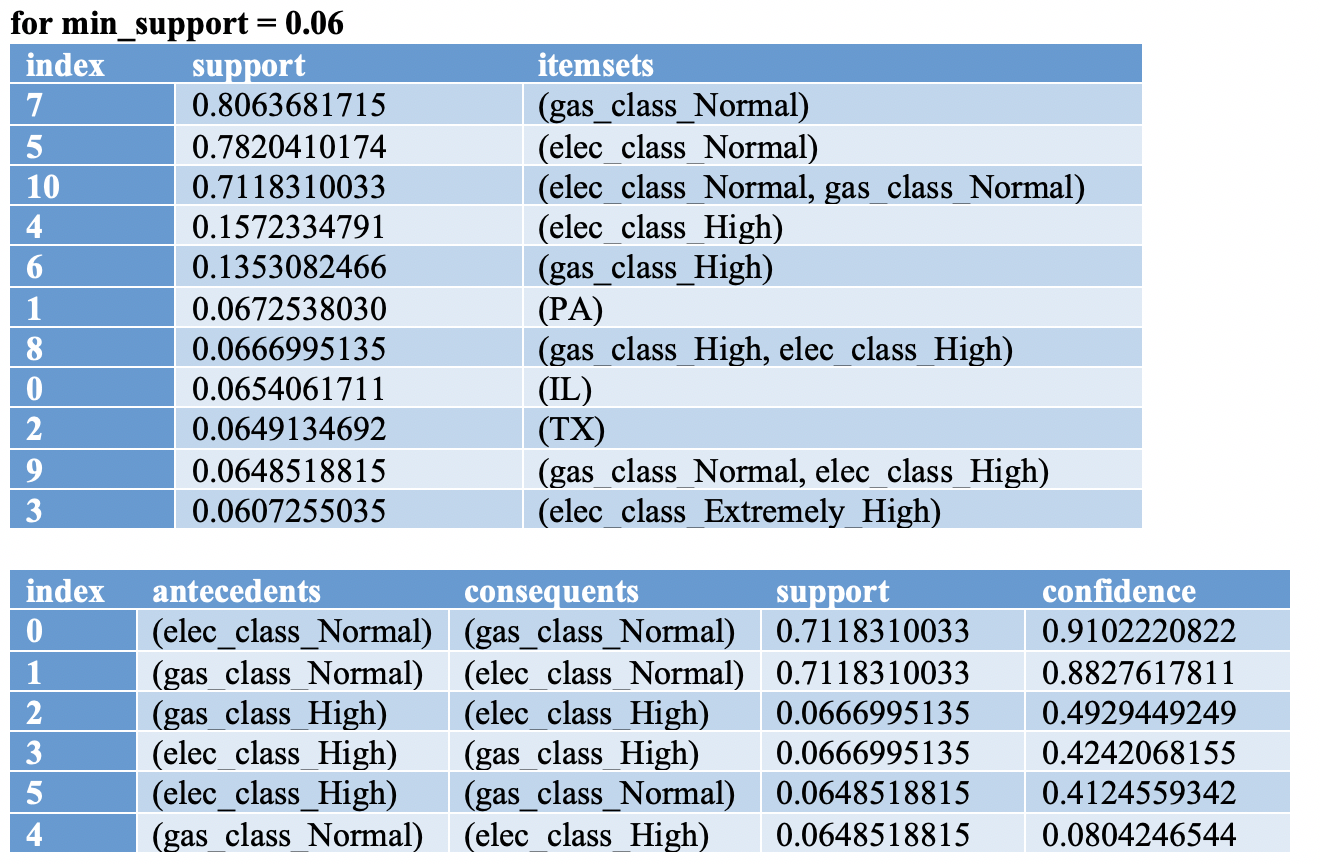 for min_support = 0.06
index support itemsets
7 0.8063681715 (gas_class_Normal)
5 0.7820410174 (elec_class_Normal)
10 0.7118310033 (elec_class_Normal, gas_class_Normal)
4 0.1572334791 (elec_class_High)
6 0.1353082466 (gas_class_High)
1 0.0672538030 (PA)
8 0.0666995135 (gas_class_High, elec_class_High)
0 0.0654061711 (IL)
2 0.0649134692 (TX)
9 0.0648518815 (gas_class_Normal, elec_class_High)
3 0.0607255035 (elec_class_Extremely_High)
index antecedents consequents support confidence
0 (elec_class_Normal) (gas_class_Normal) 0.7118310033 0.9102220822
1 (gas_class_Normal) (elec_class_Normal) 0.7118310033 0.8827617811
2 (gas_class_High) (elec_class_High) 0.0666995135 0.4929449249
3 (elec_class_High) (gas_class_High) 0.0666995135 0.4242068155
5 (elec_class_High) (gas_class_Normal) 0.0648518815 0.4124559342
4 (gas_class_Normal) (elec_class_High) 0.0648518815 0.0804246544